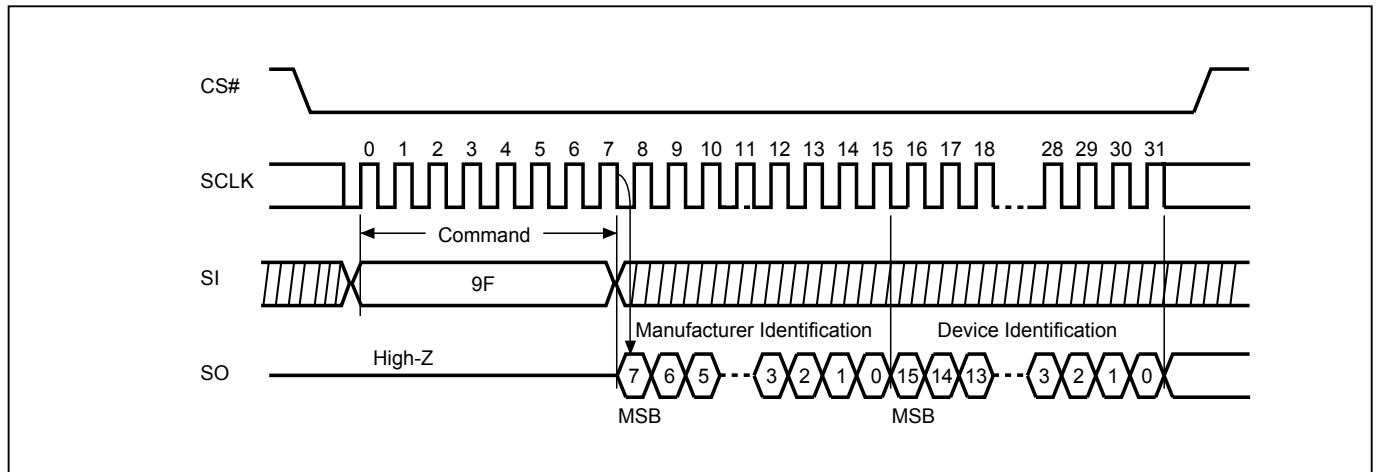 CS#
0 1 2 3 4 5 6 7 8 9 10 11 12 13 14 15 16 17 18 28 29 30 31
SCLK
Command
SI
9F
Manufacturer Identification Device Identification
High-Z
SO
7 6 5 3 2 1 0 15 14 13 3 2 1 0
MSB MSB